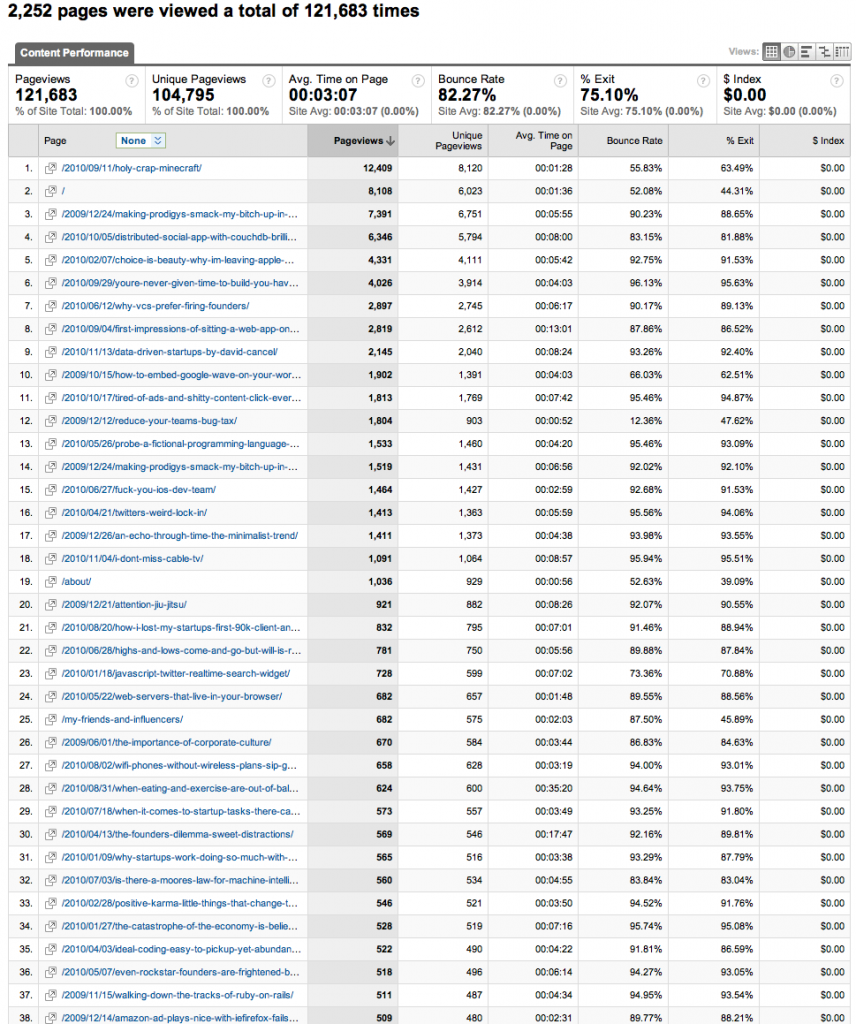 2,252 pages were viewed a total of 121,683 times
Content Performance
Views:
Pageviews ? Unique Pageviews ? Avg. Time on Page ? Bounce Rate ? % Exit ? $ Index ?
121,683 104,795 00:03:07 82.27% 75.10% $0.00
% of Site Total: 100.00% % of Site Total: 100.00% Site Avg: 00:03:07 (0.00%) Site Avg: 82.27% (0.00%) Site Avg: 75.10% (0.00%) Site Avg: $0.00 (0.00%)
Page None Pageviews Unique Pageviews Avg. Time on Page Bounce Rate % Exit $ Index
1. /2010/09/11/holy-crap-minecraft/ 12,409 8,120 00:01:28 55.83% 63.49% $0.00
2. / 8,108 6,023 00:01:36 52.08% 44.31% $0.00
3. /2009/12/24/making-prodigys-smack-my-bitch-up-in-... 7,391 6,751 00:05:55 90.23% 88.65% $0.00
4. /2010/10/05/distributed-social-app-with-couchdb-brilli... 6,346 5,794 00:08:00 83.15% 81.88% $0.00
5. /2010/02/07/choice-is-beauty-why-im-leaving-apple-... 4,331 4,111 00:05:42 92.75% 91.53% $0.00
6. /2010/09/29/youre-never-given-time-to-build-you-hav... 4,026 3,914 00:04:03 96.13% 95.63% $0.00
7. /2010/06/12/why-vcs-prefer-firing-founders/ 2,897 2,745 00:06:17 90.17% 89.13% $0.00
8. /2010/09/04/first-impressions-of-sitting-a-web-app-on... 2,819 2,612 00:13:01 87.86% 86.52% $0.00
9. /2010/11/13/data-driven-startups-by-david-cancel/ 2,145 2,040 00:08:24 93.26% 92.40% $0.00
10. /2009/10/15/how-to-embed-google-wave-on-your-wor... 1,902 1,391 00:04:03 66.03% 62.51% $0.00
11. /2010/10/17/tired-of-ads-and-shitty-content-click-ever... 1,813 1,769 00:07:42 95.46% 94.87% $0.00
12. /2009/12/12/reduce-your-teams-bug-tax/ 1,804 903 00:00:52 12.36% 47.62% $0.00
13. /2010/05/26/probe-a-fictional-programming-language-... 1,533 1,460 00:04:20 95.46% 93.09% $0.00
14. /2009/12/24/making-prodigys-smack-my-bitch-up-in-... 1,519 1,431 00:06:56 92.02% 92.10% $0.00
15. /2010/06/27/fuck-you-ios-dev-team/ 1,464 1,427 00:02:59 92.68% 91.53% $0.00
16. /2010/04/21/twitters-weird-lock-in/ 1,413 1,363 00:05:59 95.56% 94.06% $0.00
17. /2009/12/26/an-echo-through-time-the-minimalist-trend/ 1,411 1,373 00:04:38 93.98% 93.55% $0.00
18. /2010/11/04/i-dont-miss-cable-tv/ 1,091 1,064 00:08:57 95.94% 95.51% $0.00
19. /about/ 1,036 929 00:00:56 52.63% 39.09% $0.00
20. /2009/12/21/attention-jiu-jitsu/ 921 882 00:08:26 92.07% 90.55% $0.00
21. /2010/08/20/how-i-lost-my-startups-first-90k-client-an... 832 795 00:07:01 91.46% 88.94% $0.00
22. /2010/06/28/highs-and-lows-come-and-go-but-will-is-r... 781 750 00:05:56 89.88% 87.84% $0.00
23. /2010/01/18/javascript-twitter-realtime-search-widget/ 728 599 00:07:02 73.36% 70.88% $0.00
24. /2010/05/22/web-servers-that-live-in-your-browser/ 682 657 00:01:48 89.55% 88.56% $0.00
25. /my-friends-and-influencers/ 682 575 00:02:03 87.50% 45.89% $0.00
26. /2009/06/01/the-importance-of-corporate-culture/ 670 584 00:03:44 86.83% 84.63% $0.00
27. /2010/08/02/wifi-phones-without-wireless-plans-sip-g... 658 628 00:03:19 94.00% 93.01% $0.00
28. /2010/08/31/when-eating-and-exercise-are-out-of-bal... 624 600 00:35:20 94.64% 93.75% $0.00
29. /2010/07/18/when-it-comes-to-startup-tasks-there-ca... 573 557 00:03:49 93.25% 91.80% $0.00
30. /2010/04/13/the-founders-dilemma-sweet-distractions/ 569 546 00:17:47 92.16% 89.81% $0.00
31. /2010/01/09/why-startups-work-doing-so-much-with-... 565 516 00:03:38 93.29% 87.79% $0.00
32. /2010/07/03/is-there-a-moores-law-for-machine-intelli... 560 534 00:04:55 83.84% 83.04% $0.00
33. /2010/02/28/positive-karma-little-things-that-change-t... 546 521 00:03:50 94.52% 91.76% $0.00
34. /2010/01/27/the-catastrophe-of-the-economy-is-belie... 528 519 00:07:16 95.74% 95.08% $0.00
35. /2010/04/03/ideal-coding-easy-to-pickup-yet-abundan... 522 490 00:04:22 91.81% 86.59% $0.00
36. /2010/05/07/even-rockstar-founders-are-frightened-b... 518 496 00:06:14 94.27% 93.05% $0.00
37. /2009/11/15/walking-down-the-tracks-of-ruby-on-rails/ 511 487 00:04:34 94.95% 93.54% $0.00
38. /2009/12/14/amazon-ad-plays-nice-with-iefirefox-fails... 509 480 00:02:31 89.77% 88.21% $0.00